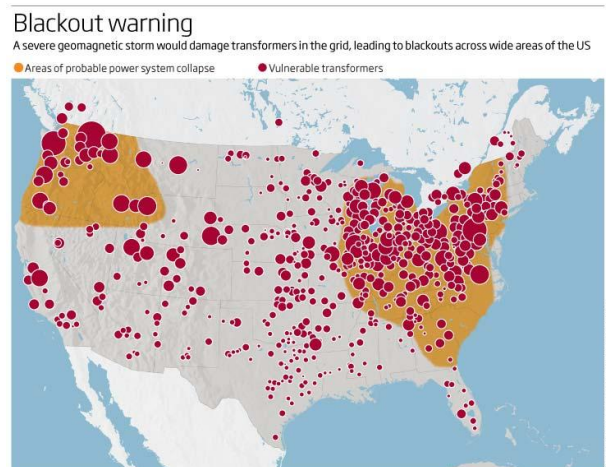 Blackout warning
A severe geomagnetic storm would damage transformers in the grid, leading to blackouts across wide areas of the US
Areas of probable power system collapse
Vulnerable transformers